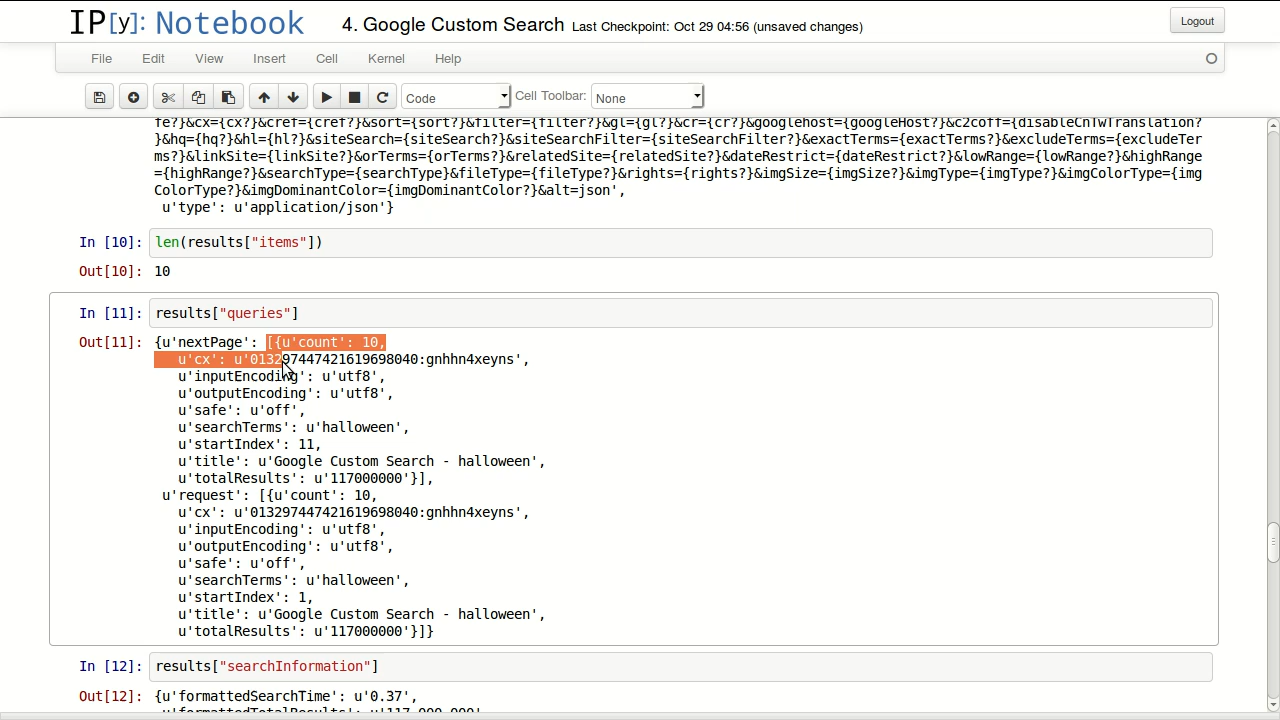 IP[y]: Notebook 4. Google Custom Search Last Checkpoint: Oct 29 04:56 (unsaved changes) Logout
File Edit View Insert Cell Kernel Help
Code Cell Toolbar: None
fe?}&cx={cx?}&cref={cref?}&sort={sort?}&filter={filter?}&gl={gl?}&cr={cr?}&googlehost={googleHost?}&c2coff={disableCnTwTranslation?
}&hq={hq?}&hl={hl?}&siteSearch={siteSearch?}&siteSearchFilter={siteSearchFilter?}&exactTerms={exactTerms?}&excludeTerms={excludeTer
ms?}&linkSite={linkSite?}&orTerms={orTerms?}&relatedSite={relatedSite?}&dateRestrict={dateRestrict?}&lowRange={lowRange?}&highRange
={highRange?}&searchType={searchType}&fileType={fileType?}&rights={rights?}&imgSize={imgSize?}&imgType={imgType?}&imgColorType={img
ColorType?}&imgDominantColor={imgDominantColor?}&alt=json',
u'type': u'application/json'}
In [10]: len(results["items"])
Out[10]: 10
In [11]: results["queries"]
Out[11]: {u'nextPage': [{u'count': 10,
u'cx': u'013297447421619698040:gnhhn4xeyns',
u'inputEncoding': u'utf8',
u'outputEncoding': u'utf8',
u'safe': u'off',
u'searchTerms': u'halloween',
u'startIndex': 11,
u'title': u'Google Custom Search - halloween',
u'totalResults': u'117000000'}],
u'request': [{u'count': 10,
u'cx': u'013297447421619698040:gnhhn4xeyns',
u'inputEncoding': u'utf8',
u'outputEncoding': u'utf8',
u'safe': u'off',
u'searchTerms': u'halloween',
u'startIndex': 1,
u'title': u'Google Custom Search - halloween',
u'totalResults': u'117000000'}]}
In [12]: results["searchInformation"]
Out[12]: {u'formattedSearchTime': u'0.37',
u'formattedTotalResults': u'117,000,000',